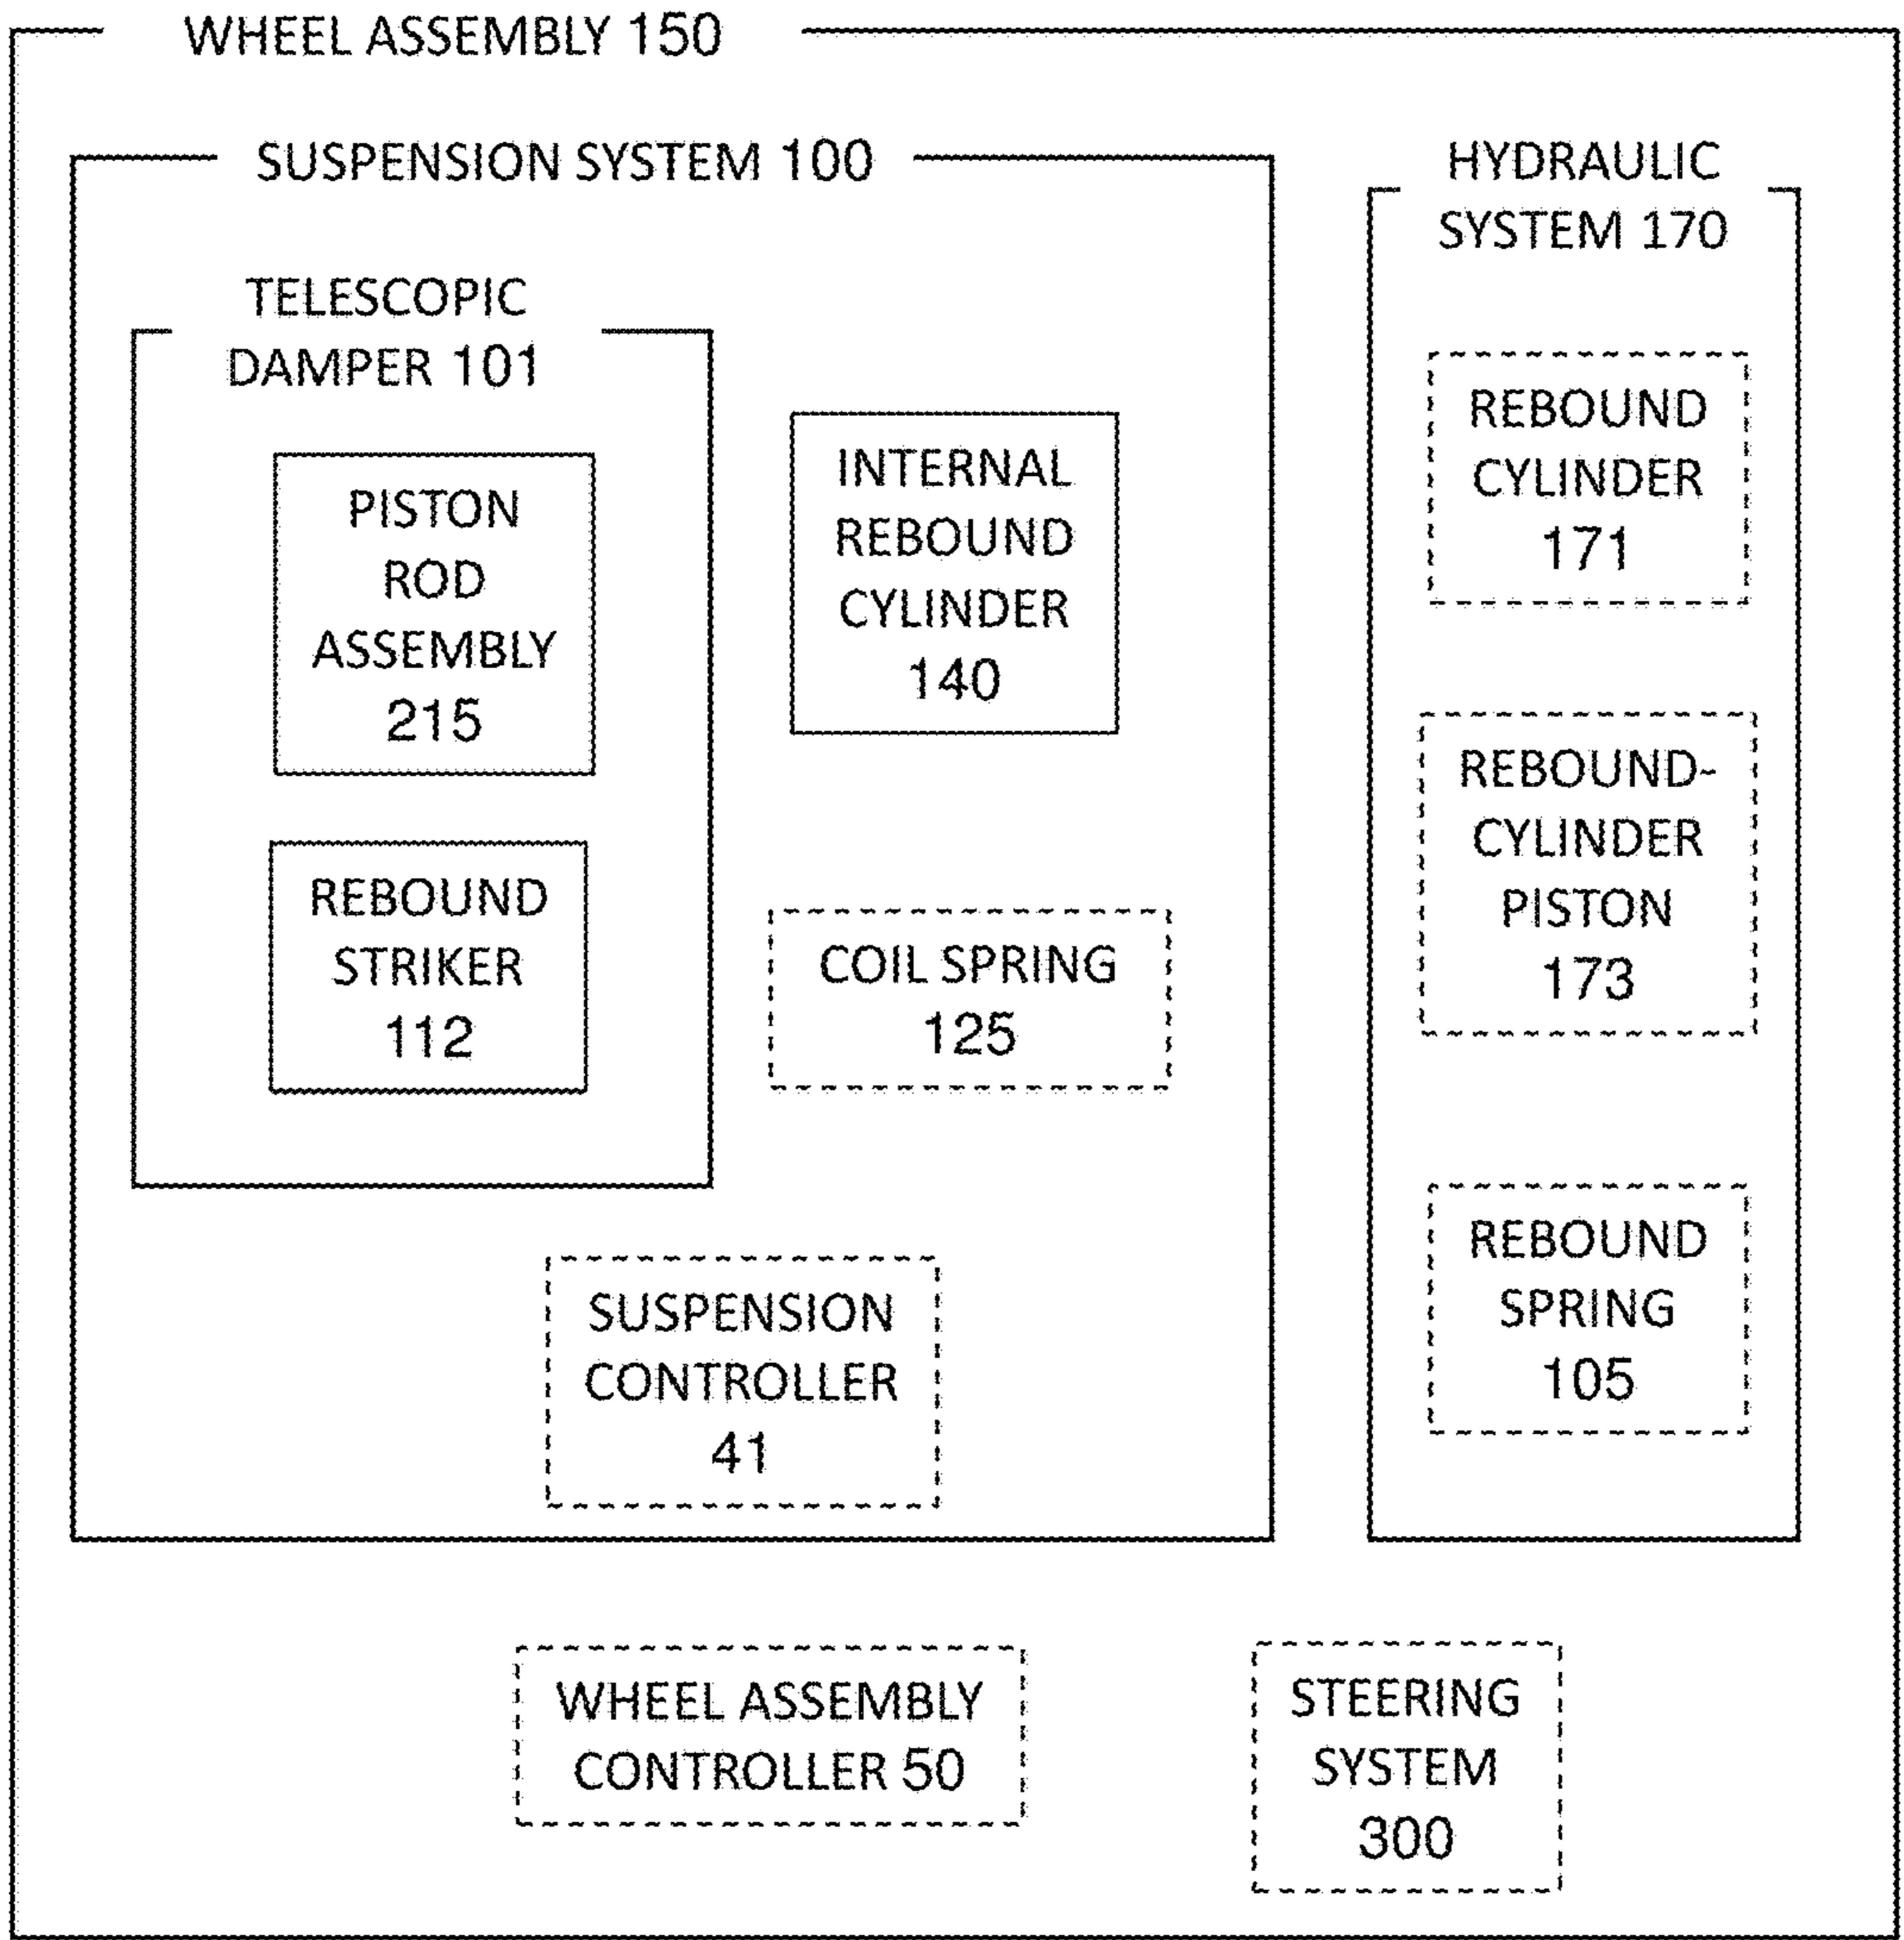 WHEEL ASSEMBLY 150
SUSPENSION SYSTEM 100
TELESCOPIC
DAMPER 101
PISTON
ROD
ASSEMBLY
215
REBOUND
STRIKER
112
INTERNAL
REBOUND
CYLINDER
140
COIL SPRING
125
SUSPENSION
CONTROLLER
41
HYDRAULIC
SYSTEM 170
REBOUND
CYLINDER
171
REBOUND-
CYLINDER
PISTON
173
REBOUND
SPRING
105
WHEEL ASSEMBLY
CONTROLLER 50
STEERING
SYSTEM
300